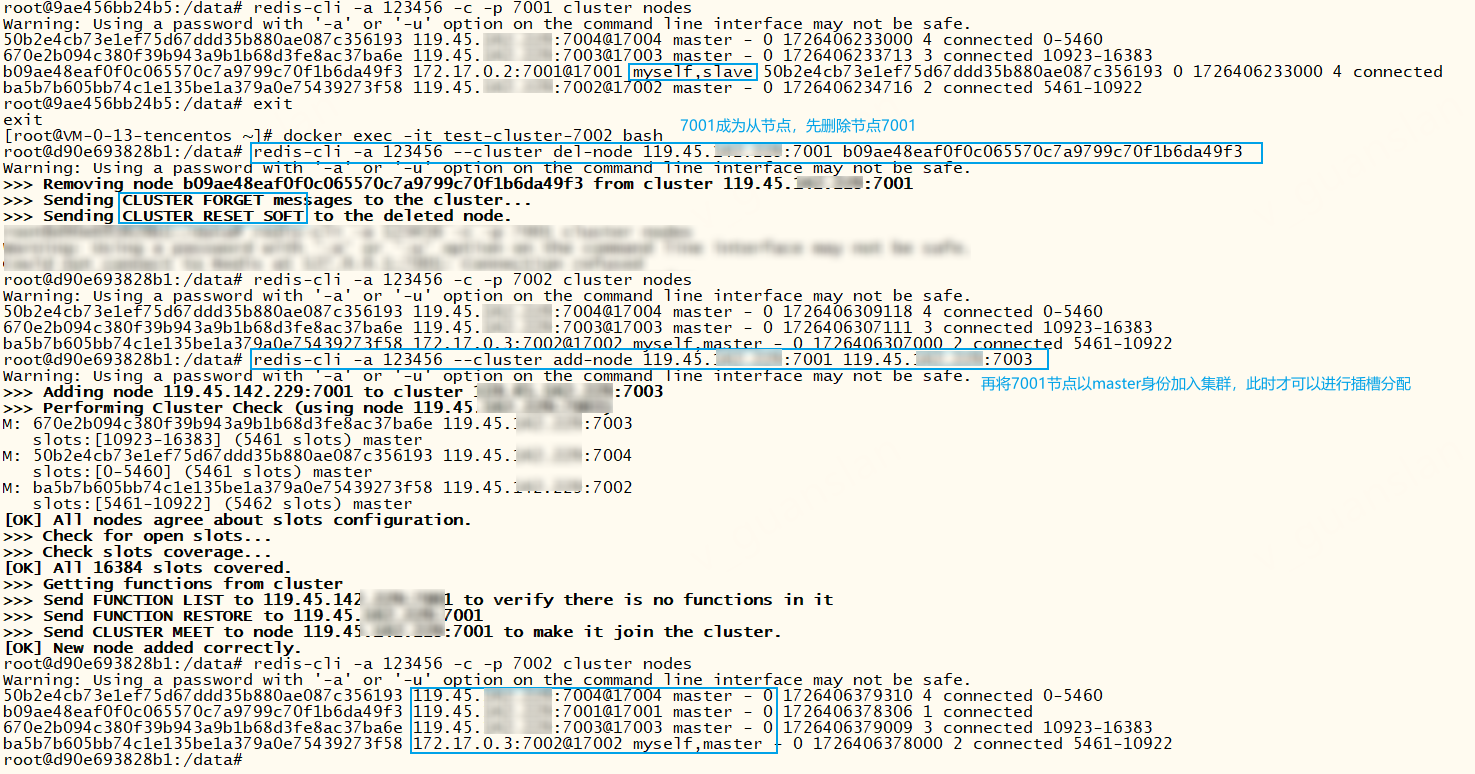 root@9ae456bb24b5:/data# redis-cli -a 123456 -c -p 7001 cluster nodes
Warning: Using a password with '-a' or '-u' option on the command line interface may not be safe.
50b2e4cb73e1ef75d67ddd35b880ae087c356193 119.45. :7004@17004 master - 0 1726406233000 4 connected 0-5460
670e2b094c380f39b943a9b1b68d3fe8ac37ba6e 119.45. :7003@17003 master - 0 1726406233713 3 connected 10923-16383
b09ae48eaf0f0c065570c7a9799c70f1b6da49f3 172.17.0.2:7001@17001 myself,slave 50b2e4cb73e1ef75d67ddd35b880ae087c356193 0 1726406233000 4 connected
ba5b7b605bb74c1e135be1a379a0e75439273f58 119.45. :7002@17002 master - 0 1726406234716 2 connected 5461-10922
root@9ae456bb24b5:/data# exit
exit
[root@VM-0-13-tencentos ~]# docker exec -it test-cluster-7002 bash
7001成为从节点，先删除节点7001
root@d90e693828b1:/data# redis-cli -a 123456 --cluster del-node 119.45. :7001 b09ae48eaf0f0c065570c7a9799c70f1b6da49f3
Warning: Using a password with '-a' or '-u' option on the command line interface may not be safe.
>>> Removing node b09ae48eaf0f0c065570c7a9799c70f1b6da49f3 from cluster 119.45. :7001
>>> Sending CLUSTER FORGET messages to the cluster...
>>> Sending CLUSTER RESET SOFT to the deleted node.
root@d90e693828b1:/data# redis-cli -a 123456 -c -p 7002 cluster nodes
Warning: Using a password with '-a' or '-u' option on the command line interface may not be safe.
50b2e4cb73e1ef75d67ddd35b880ae087c356193 119.45. :7004@17004 master - 0 1726406309118 4 connected 0-5460
670e2b094c380f39b943a9b1b68d3fe8ac37ba6e 119.45. :7003@17003 master - 0 1726406307111 3 connected 10923-16383
ba5b7b605bb74c1e135be1a379a0e75439273f58 172.17.0.3:7002@17002 myself,master - 0 1726406307000 2 connected 5461-10922
root@d90e693828b1:/data# redis-cli -a 123456 --cluster add-node 119.45. :7001 119.45. :7003
Warning: Using a password with '-a' or '-u' option on the command line interface may not be safe.
再将7001节点以master身份加入集群，此时才可以进行插槽分配
>>> Adding node 119.45.142.229:7001 to cluster :7003
>>> Performing Cluster Check (using node 119.45.
M: 670e2b094c380f39b943a9b1b68d3fe8ac37ba6e 119.45. :7003
slots:[10923-16383] (5461 slots) master
M: 50b2e4cb73e1ef75d67ddd35b880ae087c356193 119.45. :7004
slots:[0-5460] (5461 slots) master
M: ba5b7b605bb74c1e135be1a379a0e75439273f58 119.45. :7002
slots:[5461-10922] (5462 slots) master
[OK] All nodes agree about slots configuration.
>>> Check for open slots...
>>> Check slots coverage...
[OK] All 16384 slots covered.
>>> Getting functions from cluster
>>> Send FUNCTION LIST to 119.45.142 1 to verify there is no functions in it
>>> Send FUNCTION RESTORE to 119.45. 7001
>>> Send CLUSTER MEET to node 119.45. :7001 to make it join the cluster.
[OK] New node added correctly.
root@d90e693828b1:/data# redis-cli -a 123456 -c -p 7002 cluster nodes
Warning: Using a password with '-a' or '-u' option on the command line interface may not be safe.
50b2e4cb73e1ef75d67ddd35b880ae087c356193 119.45. :7004@17004 master - 0 1726406379310 4 connected 0-5460
b09ae48eaf0f0c065570c7a9799c70f1b6da49f3 119.45. :7001@17001 master - 0 1726406378306 1 connected
670e2b094c380f39b943a9b1b68d3fe8ac37ba6e 119.45. :7003@17003 master - 0 1726406379009 3 connected 10923-16383
ba5b7b605bb74c1e135be1a379a0e75439273f58 172.17.0.3:7002@17002 myself,master - 0 1726406378000 2 connected 5461-10922
root@d90e693828b1:/data#